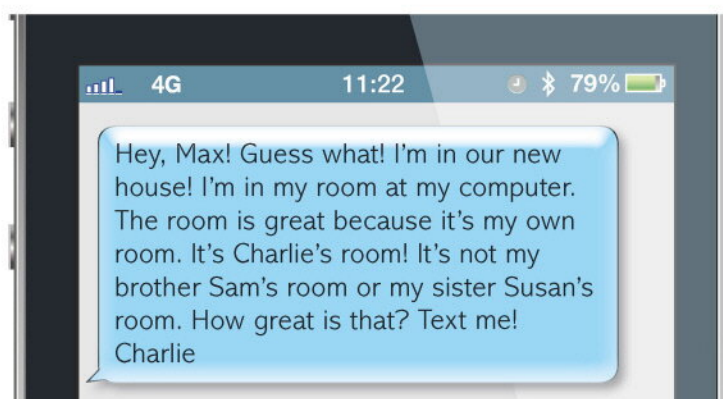 4G 11:22 79%
Hey, Max! Guess what! I'm in our new
house! I'm in my room at my computer.
The room is great because it's my own
room. It's Charlie's room! It's not my
brother Sam's room or my sister Susan's
room. How great is that? Text me!
Charlie